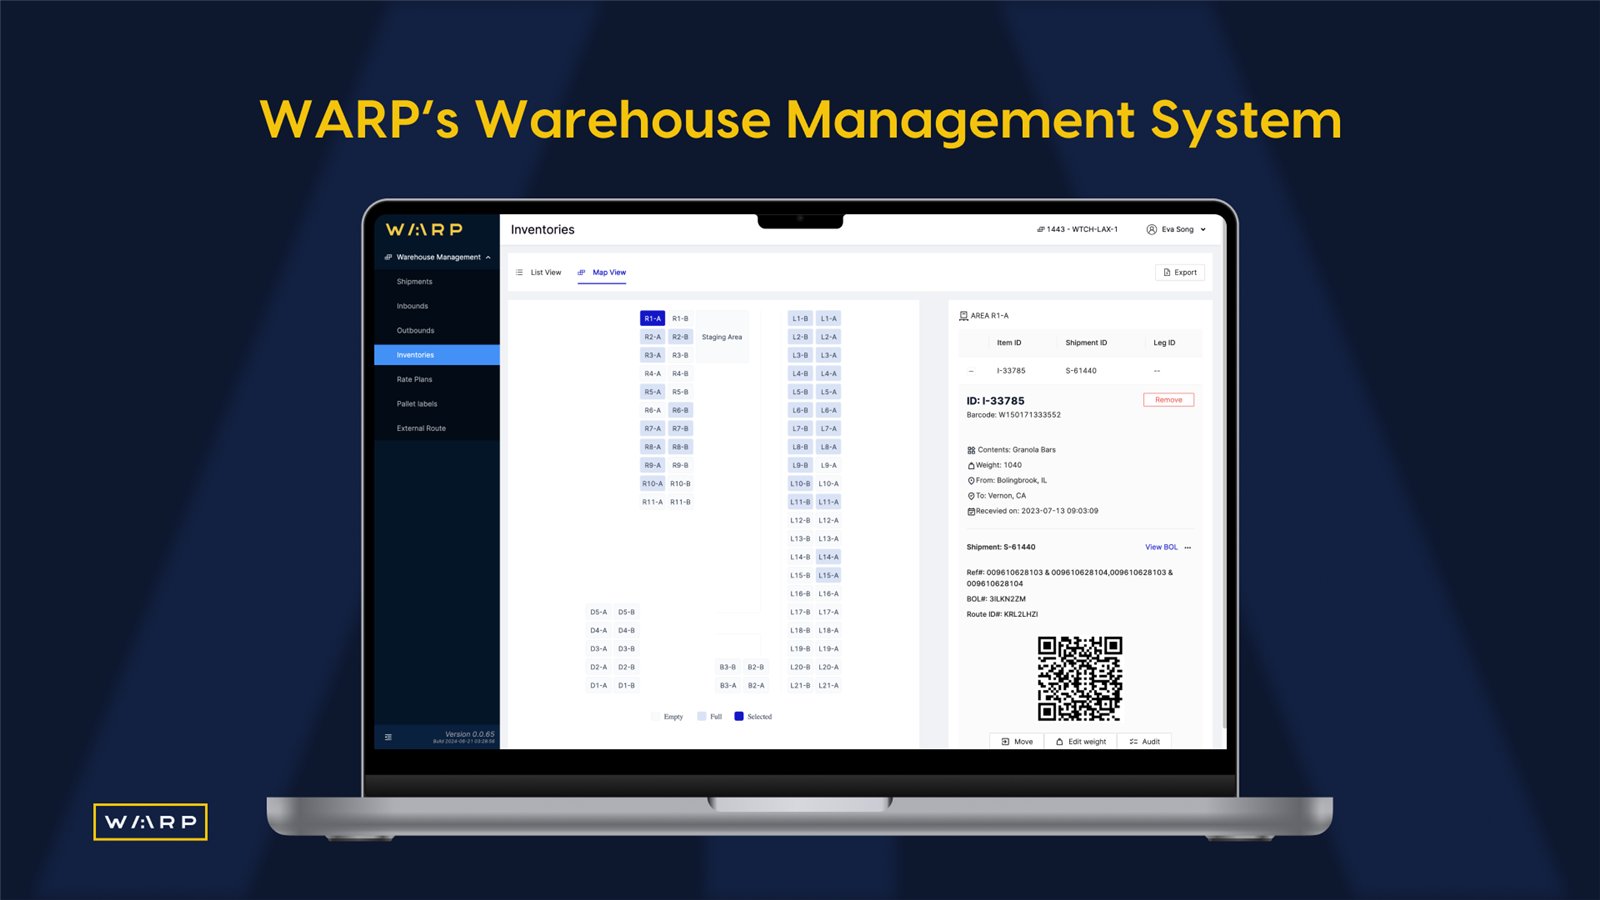 WARP's Warehouse Management System
WARP
Warehouse Management
Shipments
Inbounds
Outbounds
Inventories
Rate Plans
Pallet labels
External Route
Version 0.0.65
Build 2024-06-21 03:28:56
Inventories
1443 - WTCH-LAX-1
Eva Song
List View
Map View
Export
R1-A R1-B
R2-A R2-B
R3-A R3-B
R4-A R4-B
R5-A R5-B
R6-A R6-B
R7-A R7-B
R8-A R8-B
R9-A R9-B
R10-A R10-B
R11-A R11-B
Staging Area
L1-B L1-A
L2-B L2-A
L3-B L3-A
L4-B L4-A
L5-B L5-A
L6-B L6-A
L7-B L7-A
L8-B L8-A
L9-B L9-A
L10-B L10-A
L11-B L11-A
L12-B L12-A
L13-B L13-A
L14-B L14-A
L15-B L15-A
L16-B L16-A
L17-B L17-A
L18-B L18-A
L19-B L19-A
L20-B L20-A
L21-B L21-A
D5-A D5-B
D4-A D4-B
D3-A D3-B
D2-A D2-B
D1-A D1-B
B3-B B2-B
B3-A B2-A
Empty Full Selected
AREA R1-A
Item ID Shipment ID Leg ID
– I-33785 S-61440 --
ID: I-33785
Remove
Barcode: W150171333552
Contents: Granola Bars
Weight: 1040
From: Bolingbrook, IL
To: Vernon, CA
Recevied on: 2023-07-13 09:03:09
Shipment: S-61440
View BOL ...
Ref#: 009610628103 & 009610628104,009610628103 &
009610628104
BOL#: 3ILKN2ZM
Route ID#: KRL2LHZI
Move
Edit weight
Audit
WARP